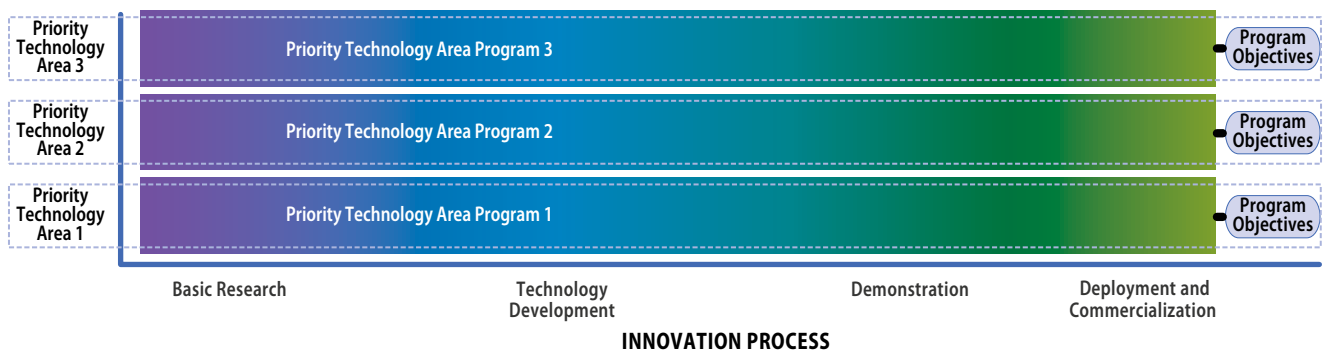 Priority
Technology
Area 3
Priority Technology Area Program 3
Program
Objectives
Priority
Technology
Area 2
Priority Technology Area Program 2
Program
Objectives
Priority
Technology
Area 1
Priority Technology Area Program 1
Program
Objectives
Basic Research
Technology
Development
Demonstration
Deployment and
Commercialization
INNOVATION PROCESS